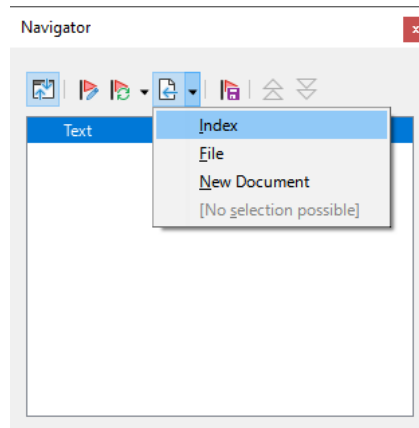 Navigator
Index
Text
File
New Document
[No selection possible]